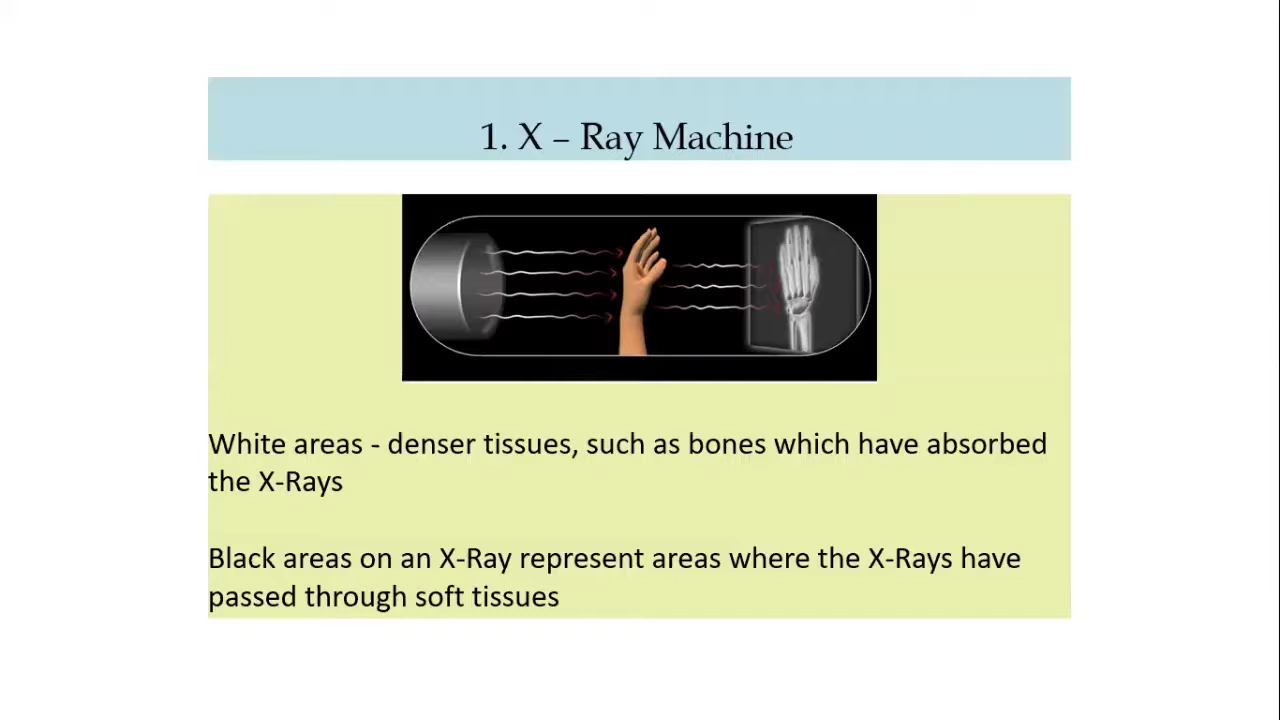 1. X – Ray Machine
White areas - denser tissues, such as bones which have absorbed
the X-Rays
Black areas on an X-Ray represent areas where the X-Rays have
passed through soft tissues